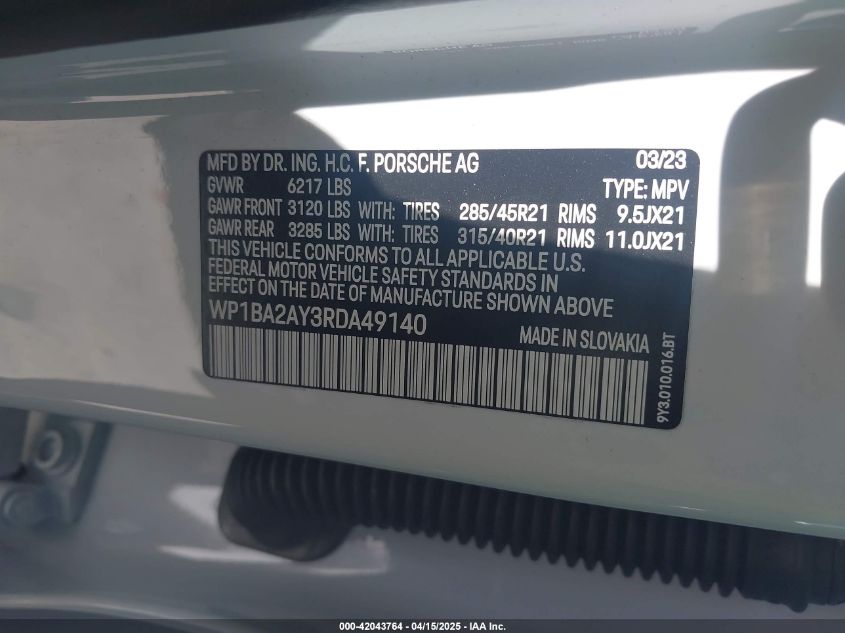 MFD BY DR. ING. H.C. F. PORSCHE AG 03/23
GVWR 6217 LBS TYPE: MPV
GAWR FRONT 3120 LBS WITH: TIRES 285/45R21 RIMS 9.5JX21
GAWR REAR 3285 LBS WITH: TIRES 315/40R21 RIMS 11.0JX21
THIS VEHICLE CONFORMS TO ALL APPLICABLE U.S.
FEDERAL MOTOR VEHICLE SAFETY STANDARDS IN
EFFECT ON THE DATE OF MANUFACTURE SHOWN ABOVE
WP1BA2AY3RDA49140 MADE IN SLOVAKIA
9Y3.010.016.BT
000-42043764 - 04/15/2025 - IAA Inc.